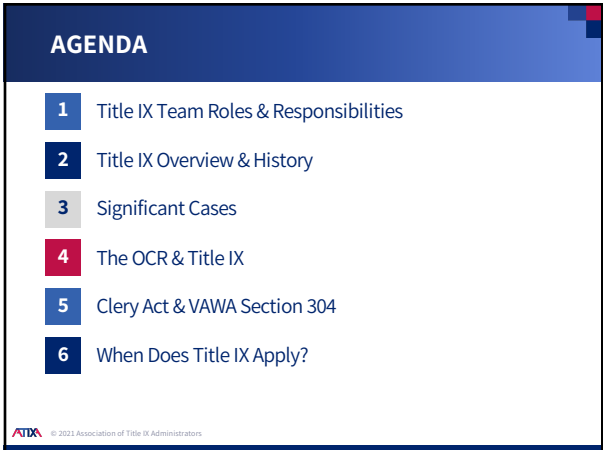 AGENDA
1 Title IX Team Roles & Responsibilities
2 Title IX Overview & History
3 Significant Cases
4 The OCR & Title IX
5 Clery Act & VAWA Section 304
6 When Does Title IX Apply?
ATIXA © 2021 Association of Title IX Administrators